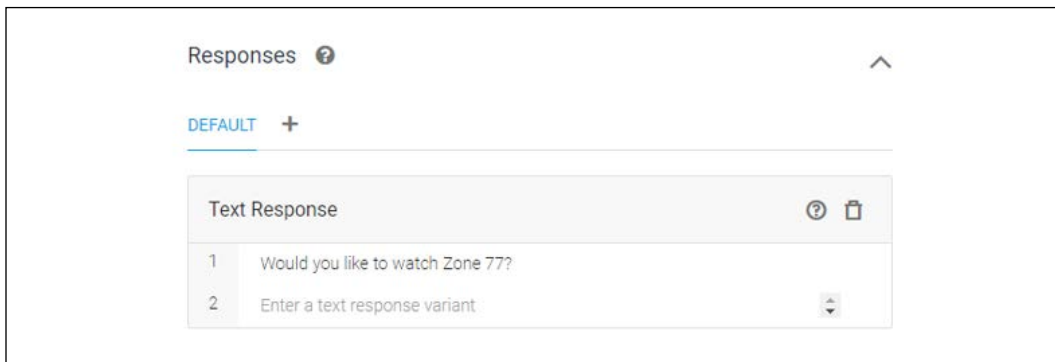 Responses
DEFAULT +
Text Response
1 Would you like to watch Zone 77?
2 Enter a text response variant